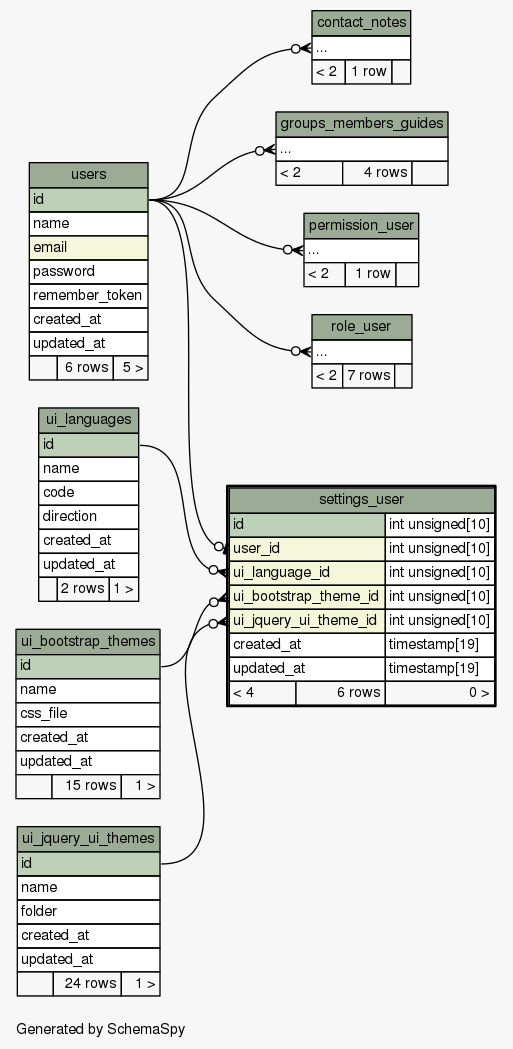 contact_notes
...
< 2 1 row
groups_members_guides
...
< 2 4 rows
users
id
name
email
password
remember_token
created_at
updated_at
6 rows 5 >
permission_user
...
< 2 1 row
role_user
...
< 2 7 rows
ui_languages
id
name
code
direction
created_at
updated_at
2 rows 1 >
settings_user
id int unsigned[10]
user_id int unsigned[10]
ui_language_id int unsigned[10]
ui_bootstrap_theme_id int unsigned[10]
ui_jquery_ui_theme_id int unsigned[10]
created_at timestamp[19]
updated_at timestamp[19]
< 4 6 rows 0 >
ui_bootstrap_themes
id
name
css_file
created_at
updated_at
15 rows 1 >
ui_jquery_ui_themes
id
name
folder
created_at
updated_at
24 rows 1 >
Generated by SchemaSpy